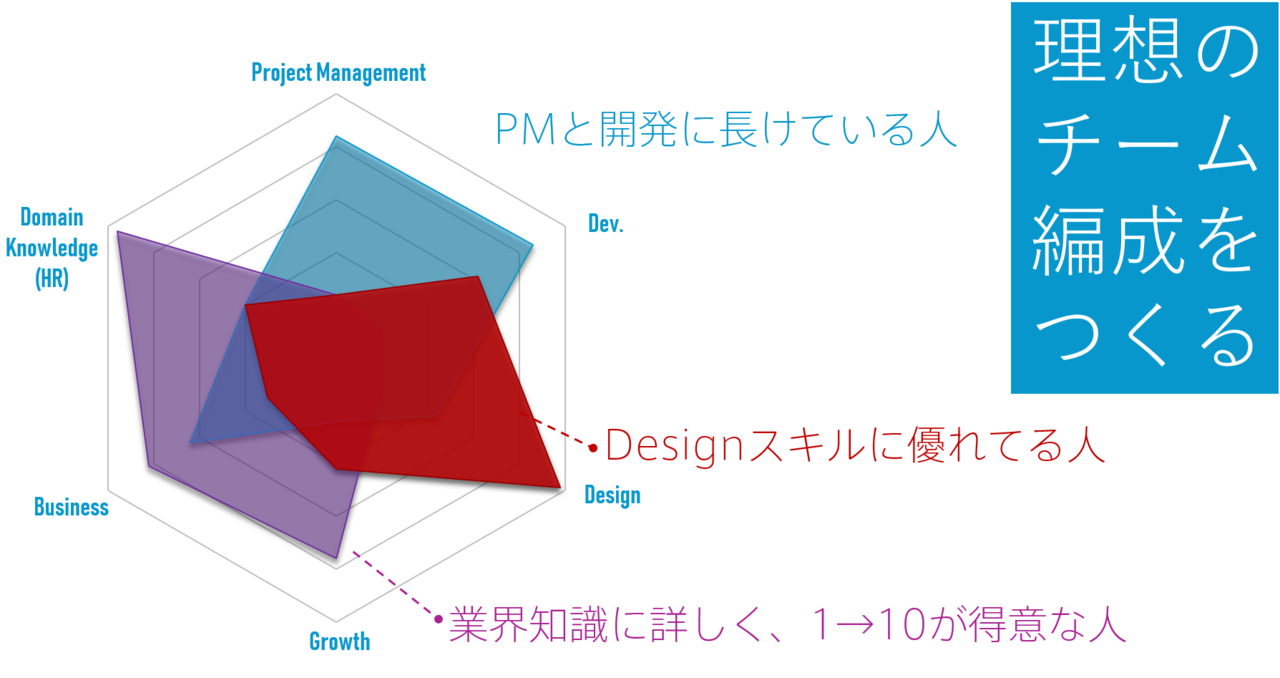 理想の
チーム
編成を
つくる
Project Management
PMと開発に長けている人
Domain
Knowledge
(HR)
Dev.
•Designスキルに優れてる人
Design
Business
•業界知識に詳しく、1→10が得意な人
Growth